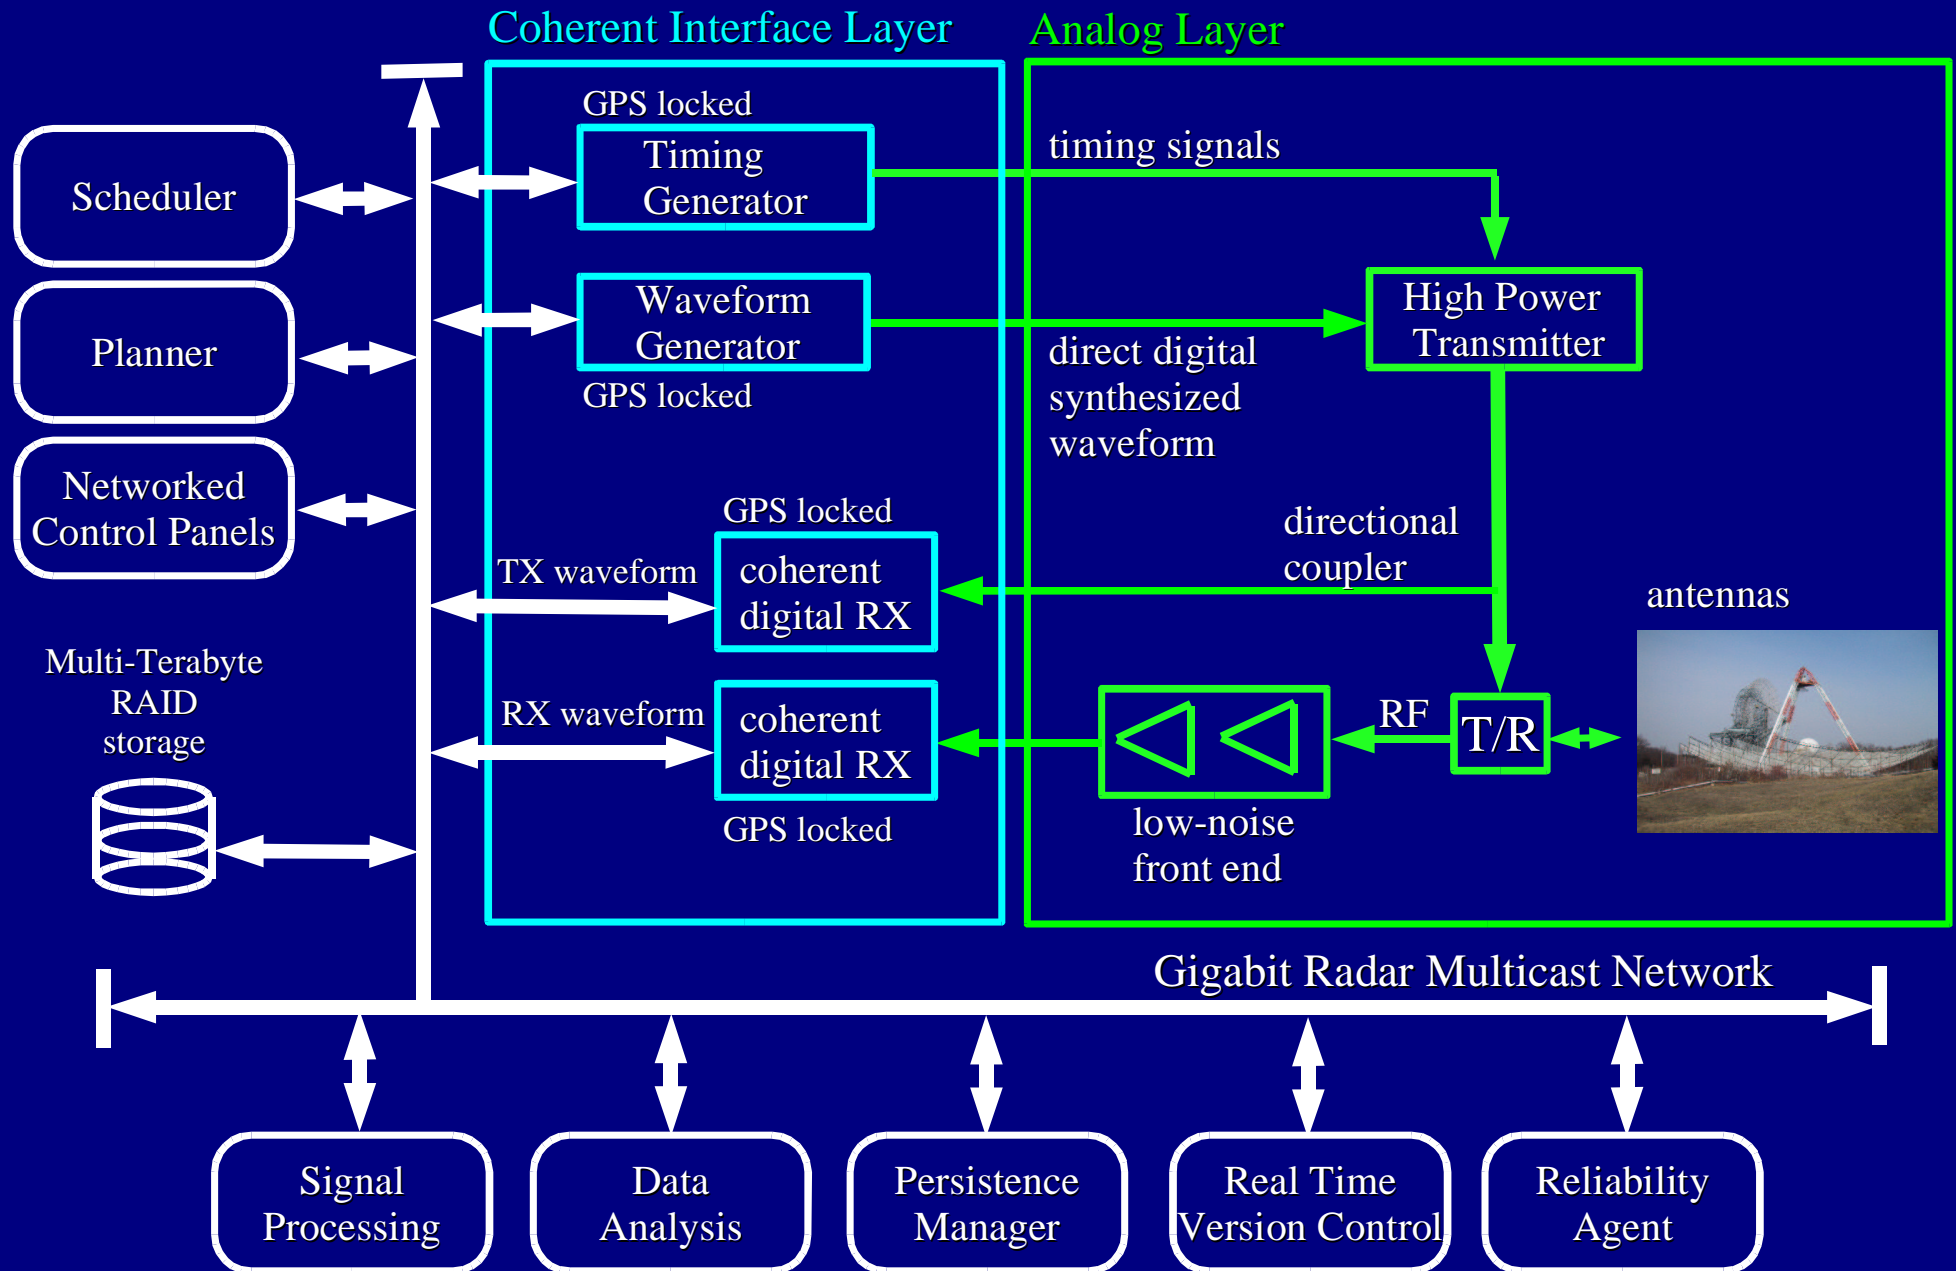 Coherent Interface Layer
Analog Layer
GPS locked
Timing
Generator
timing signals
Scheduler
Waveform
Generator
GPS locked
High Power
Transmitter
direct digital
synthesized
waveform
Planner
Networked
Control Panels
GPS locked
TX waveform
coherent
digital RX
directional
coupler
antennas
Multi-Terabyte
RAID
storage
RX waveform
coherent
digital RX
GPS locked
RF
T/R
low-noise
front end
Gigabit Radar Multicast Network
Signal
Processing
Data
Analysis
Persistence
Manager
Real Time
Version Control
Reliability
Agent